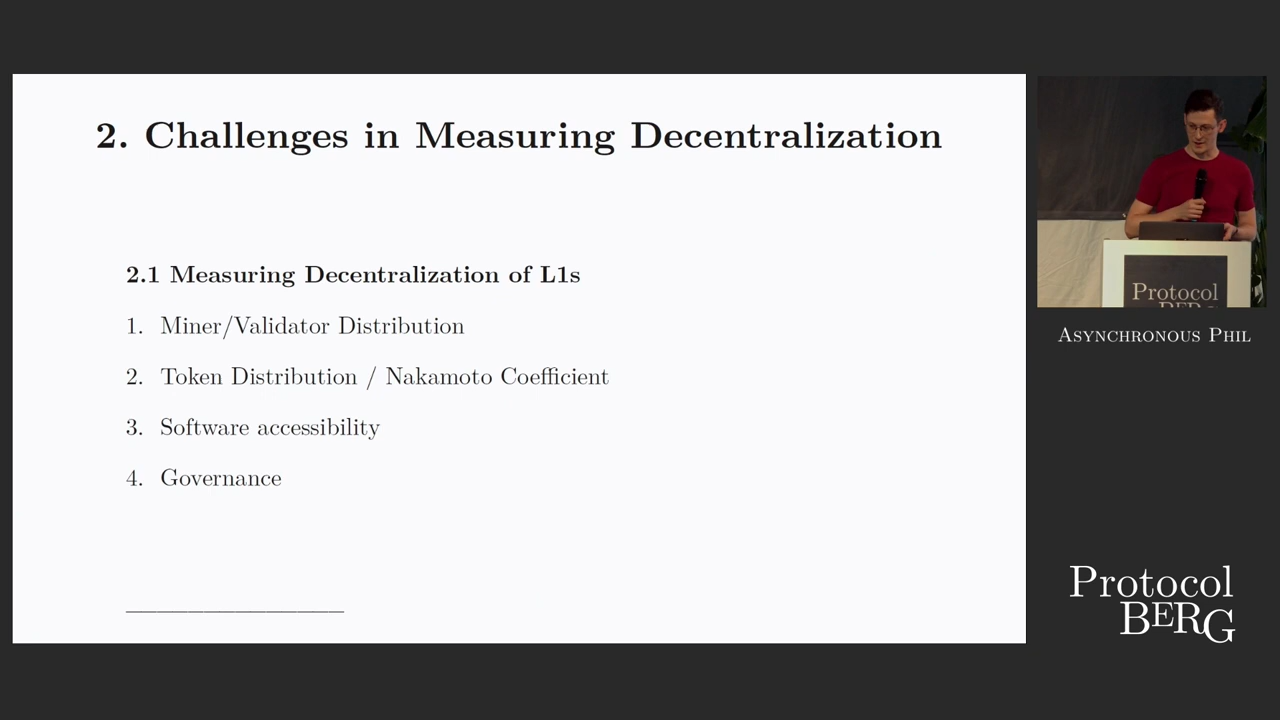 2. Challenges in Measuring Decentralization
2.1 Measuring Decentralization of L1s
1. Miner/Validator Distribution
2. Token Distribution / Nakamoto Coefficient
3. Software accessibility
4. Governance
Protocol
BERG
Asynchronous Phil
Protocol
BERG